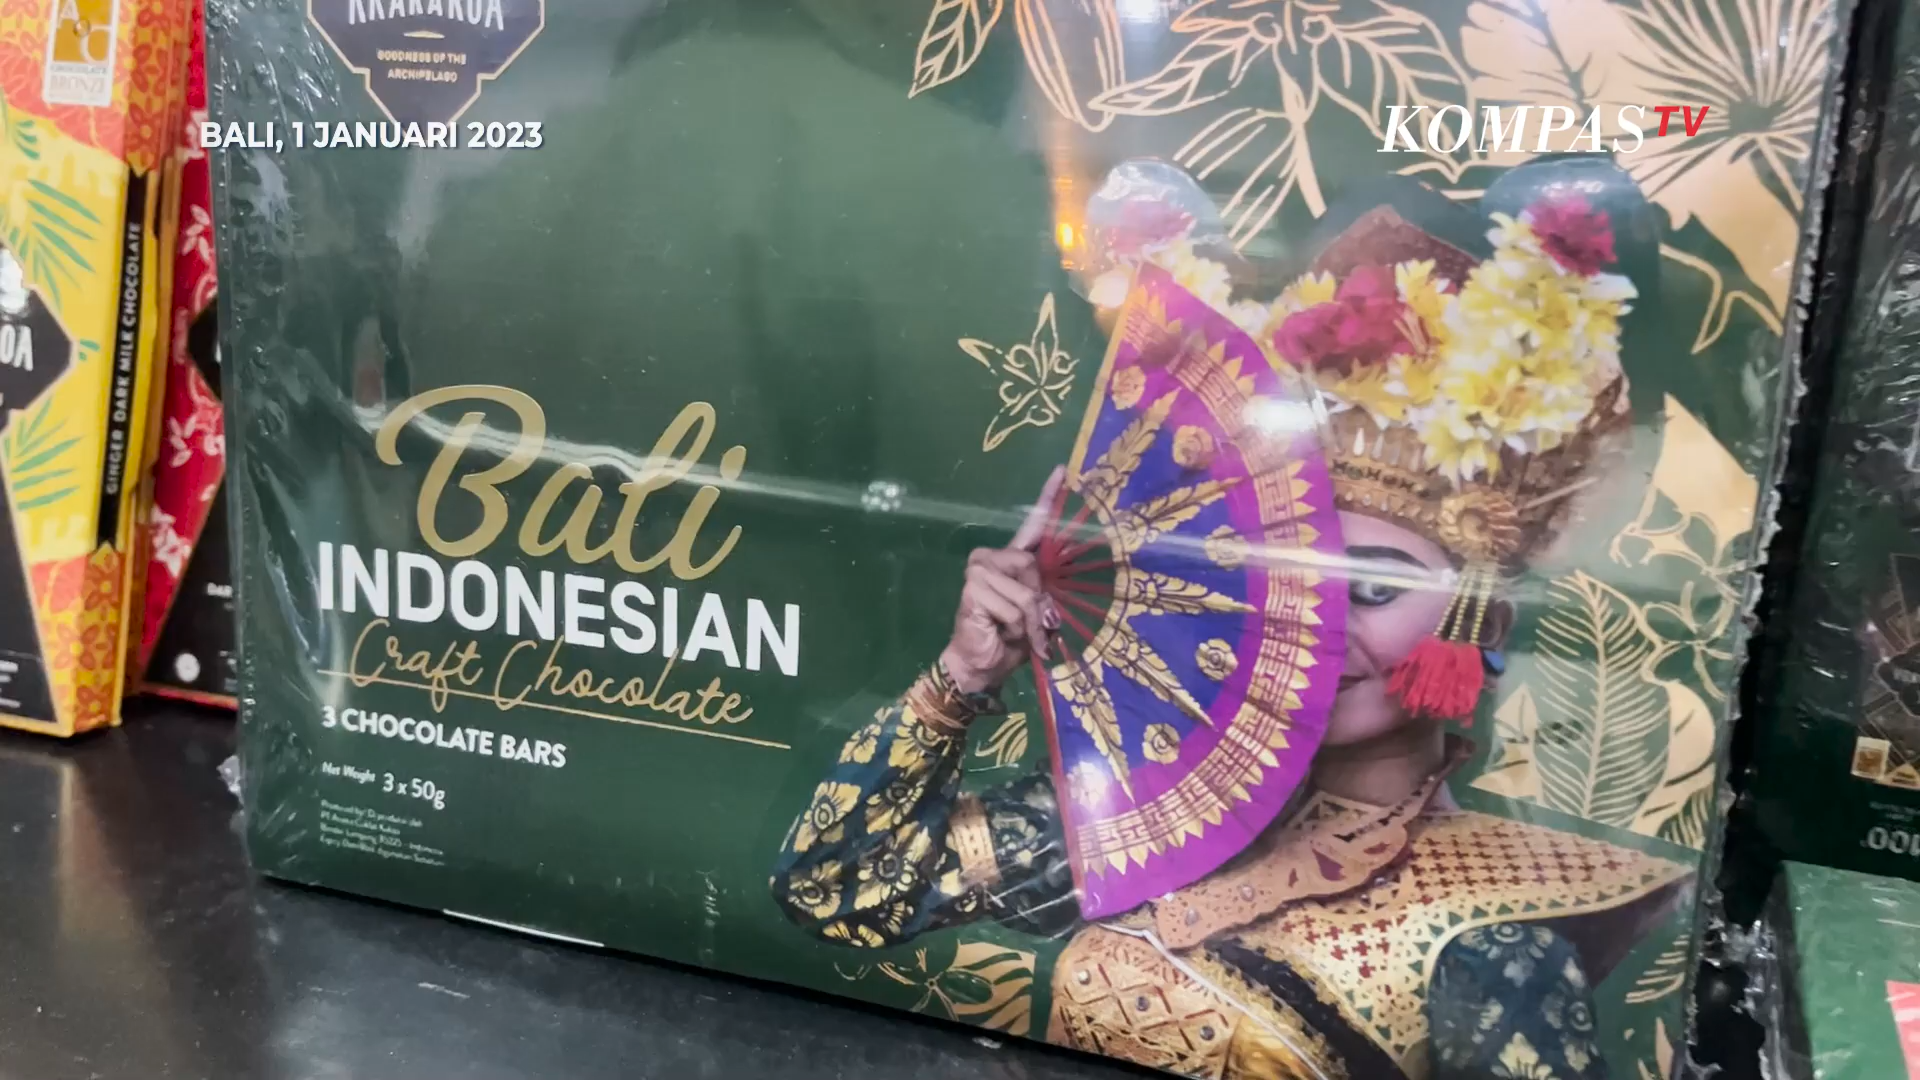 KRAKAKOA
GOODNESS OF THE
ARCHIPELAGO
BALI, 1 JANUARI 2023
KOMPAS TV
BRONZE
GINGER DARK MILK CHOCOLATE
Bali
INDONESIAN
Craft Chocolate
3 CHOCOLATE BARS
Net Weight 3 x 50g